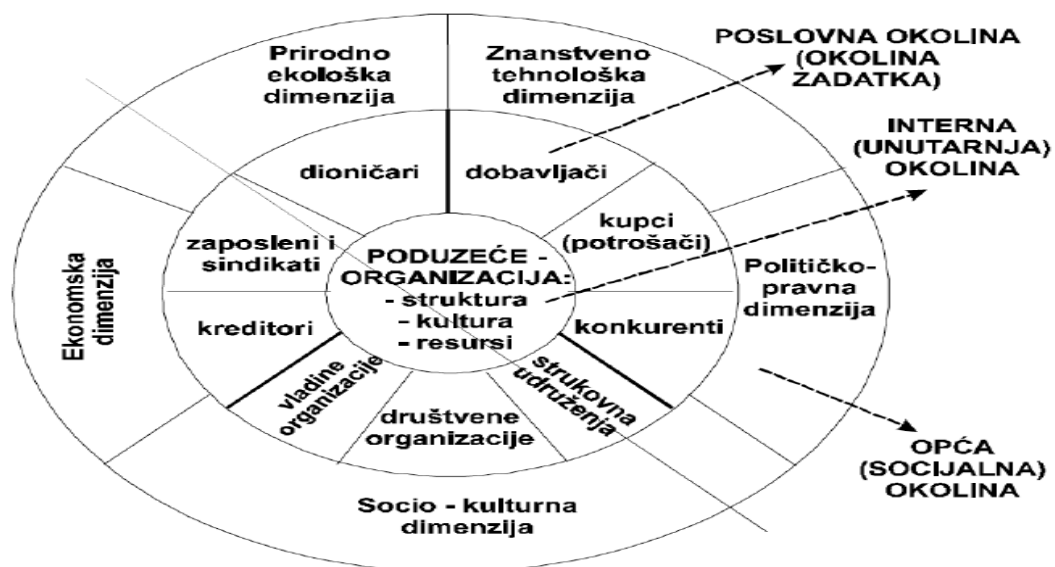 Prirodno
ekološka
dimenzija
Znanstveno
tehnološka
dimenzija
POSLOVNA OKOLINA
(OKOLINA
ZADATKA)
INTERNA
(UNUTARNJA)
OKOLINA
dioničari
dobavljači
kupci
(potrošači)
zaposleni i
sindikati
PODUZEĆE -
ORGANIZACIJA:
- struktura
- kultura
- resursi
Ekonomska
dimenzija
Političko-
pravna
dimenzija
kreditori
konkurenti
vladine
organizacije
društvene
organizacije
strukovna
udruženja
OPĆA
(SOCIJALNA)
OKOLINA
Socio - kulturna
dimenzija